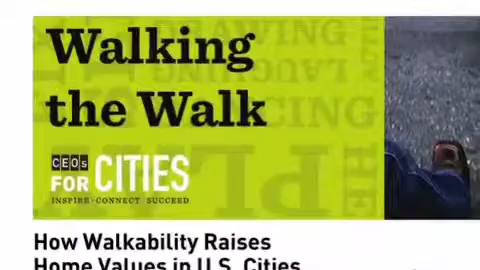 Walking
the Walk
CEOs
FOR CITIES
INSPIRE·CONNECT SUCCEED
How Walkability Raises
Home Values in U.S. Cities